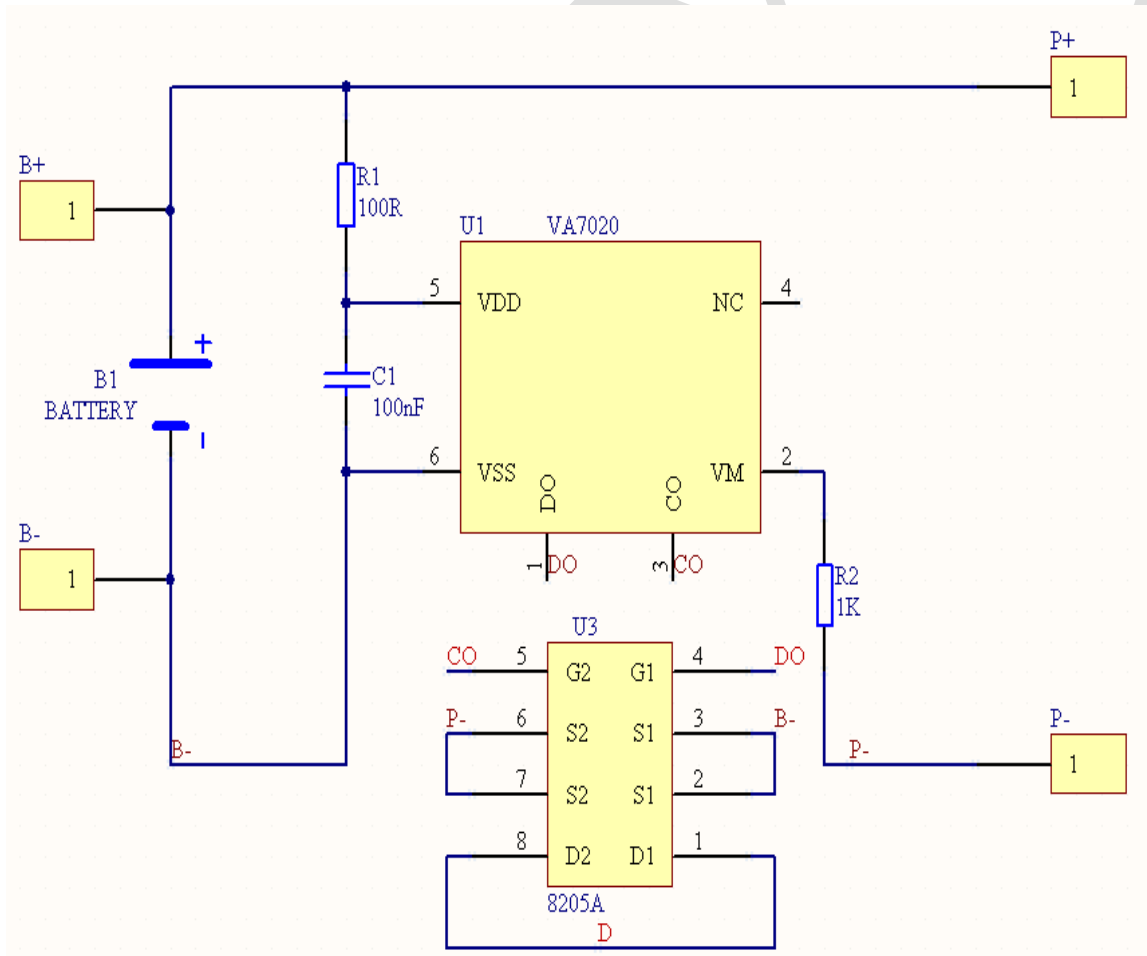 P+
1
B+
1
R1
100R
U1 VA7020
5 VDD
NC 4
+
B1
BATTERY
-
C1
100nF
6 VSS
VM 2
DO
CO
1 DO
3 CO
B-
1
R2
1K
U3
CO 5 G2 G1 4 DO
P- 6 S2 S1 3 B-
7 S2 S1 2
8 D2 D1 1
8205A
D
B-
P-
P-
1